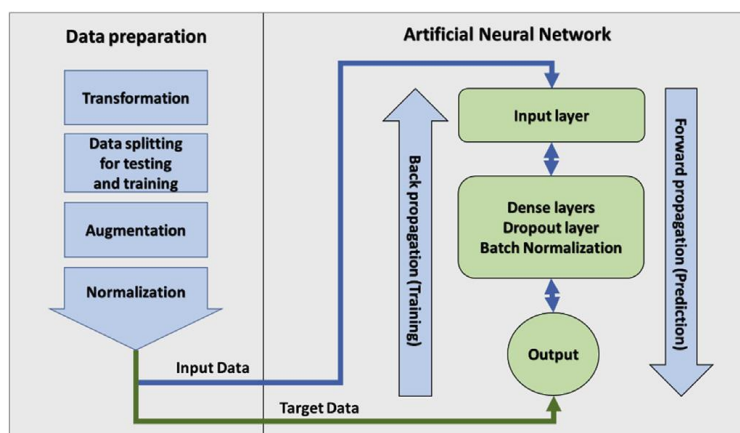 Data preparation
Transformation
Data splitting
for testing
and training
Augmentation
Normalization
Input Data
Target Data
Artificial Neural Network
Back propagation (Training)
Input layer
Dense layers
Dropout layer
Batch Normalization
Output
Forward propagation (Prediction)